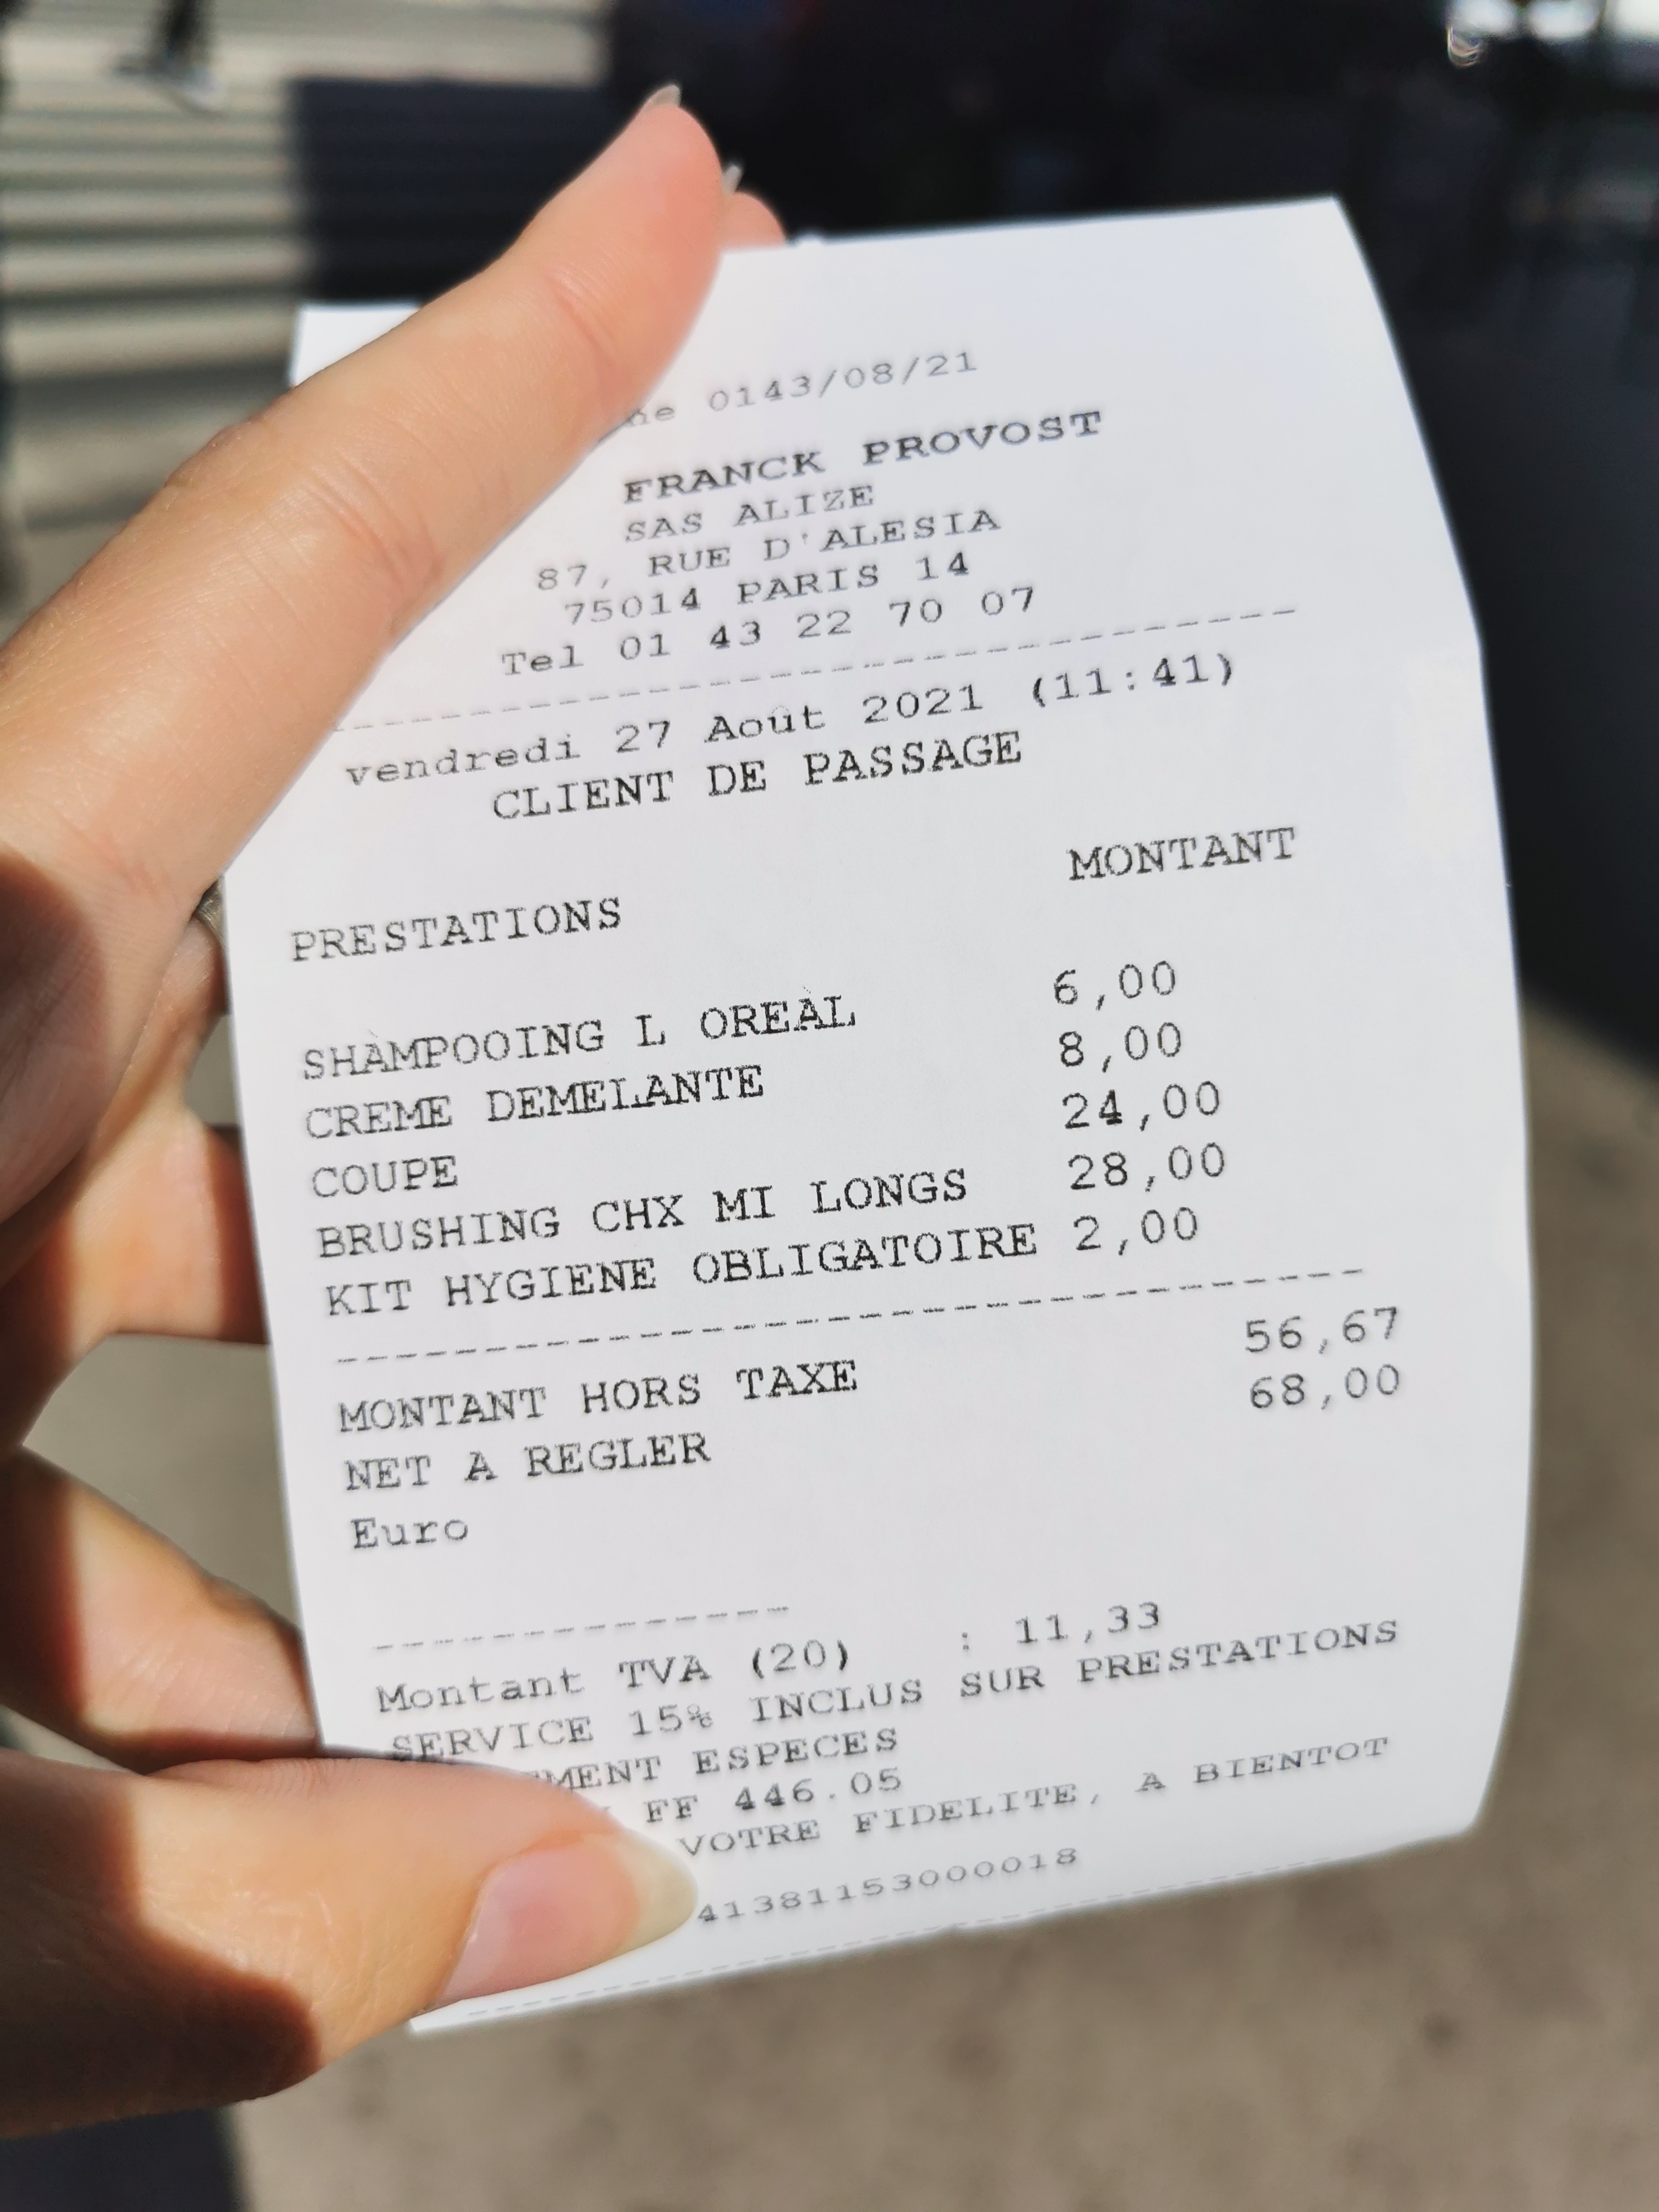 0143/08/21
FRANCK PROVOST
SAS ALIZE
87, RUE D'ALESIA
75014 PARIS 14
Tel 01 43 22 70 07
vendredi 27 Août 2021 (11:41)
CLIENT DE PASSAGE
MONTANT
PRESTATIONS
SHAMPOOING L OREAL 6,00
CREME DEMELANTE 8,00
COUPE 24,00
BRUSHING CHX MI LONGS 28,00
KIT HYGIENE OBLIGATOIRE 2,00
MONTANT HORS TAXE 56,67
NET A REGLER 68,00
Euro
Montant TVA (20) : 11,33
SERVICE 15% INCLUS SUR PRESTATIONS
ESPECES
FF 446.05
VOTRE FIDELITE, A BIENTOT
41381153000018